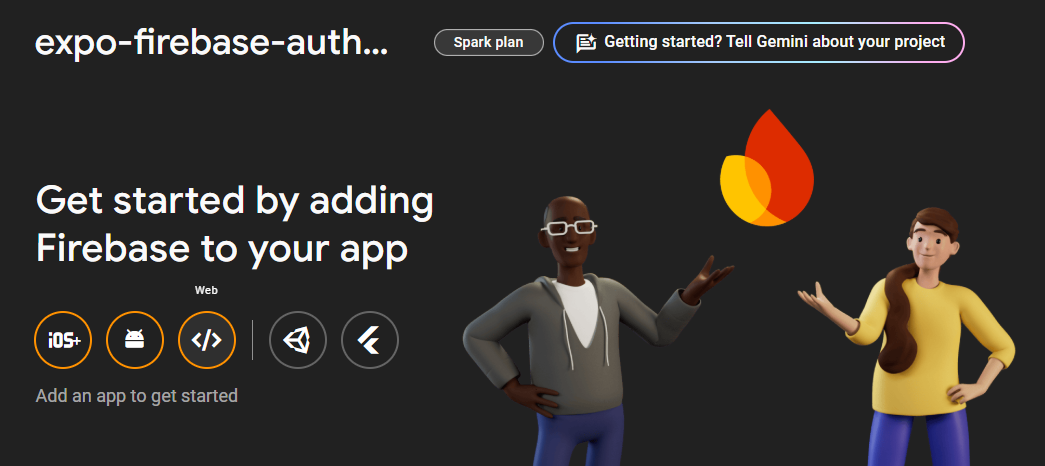 expo-firebase-auth...
Spark plan
Getting started? Tell Gemini about your project
Get started by adding
Firebase to your app
Web
iOS+
Add an app to get started